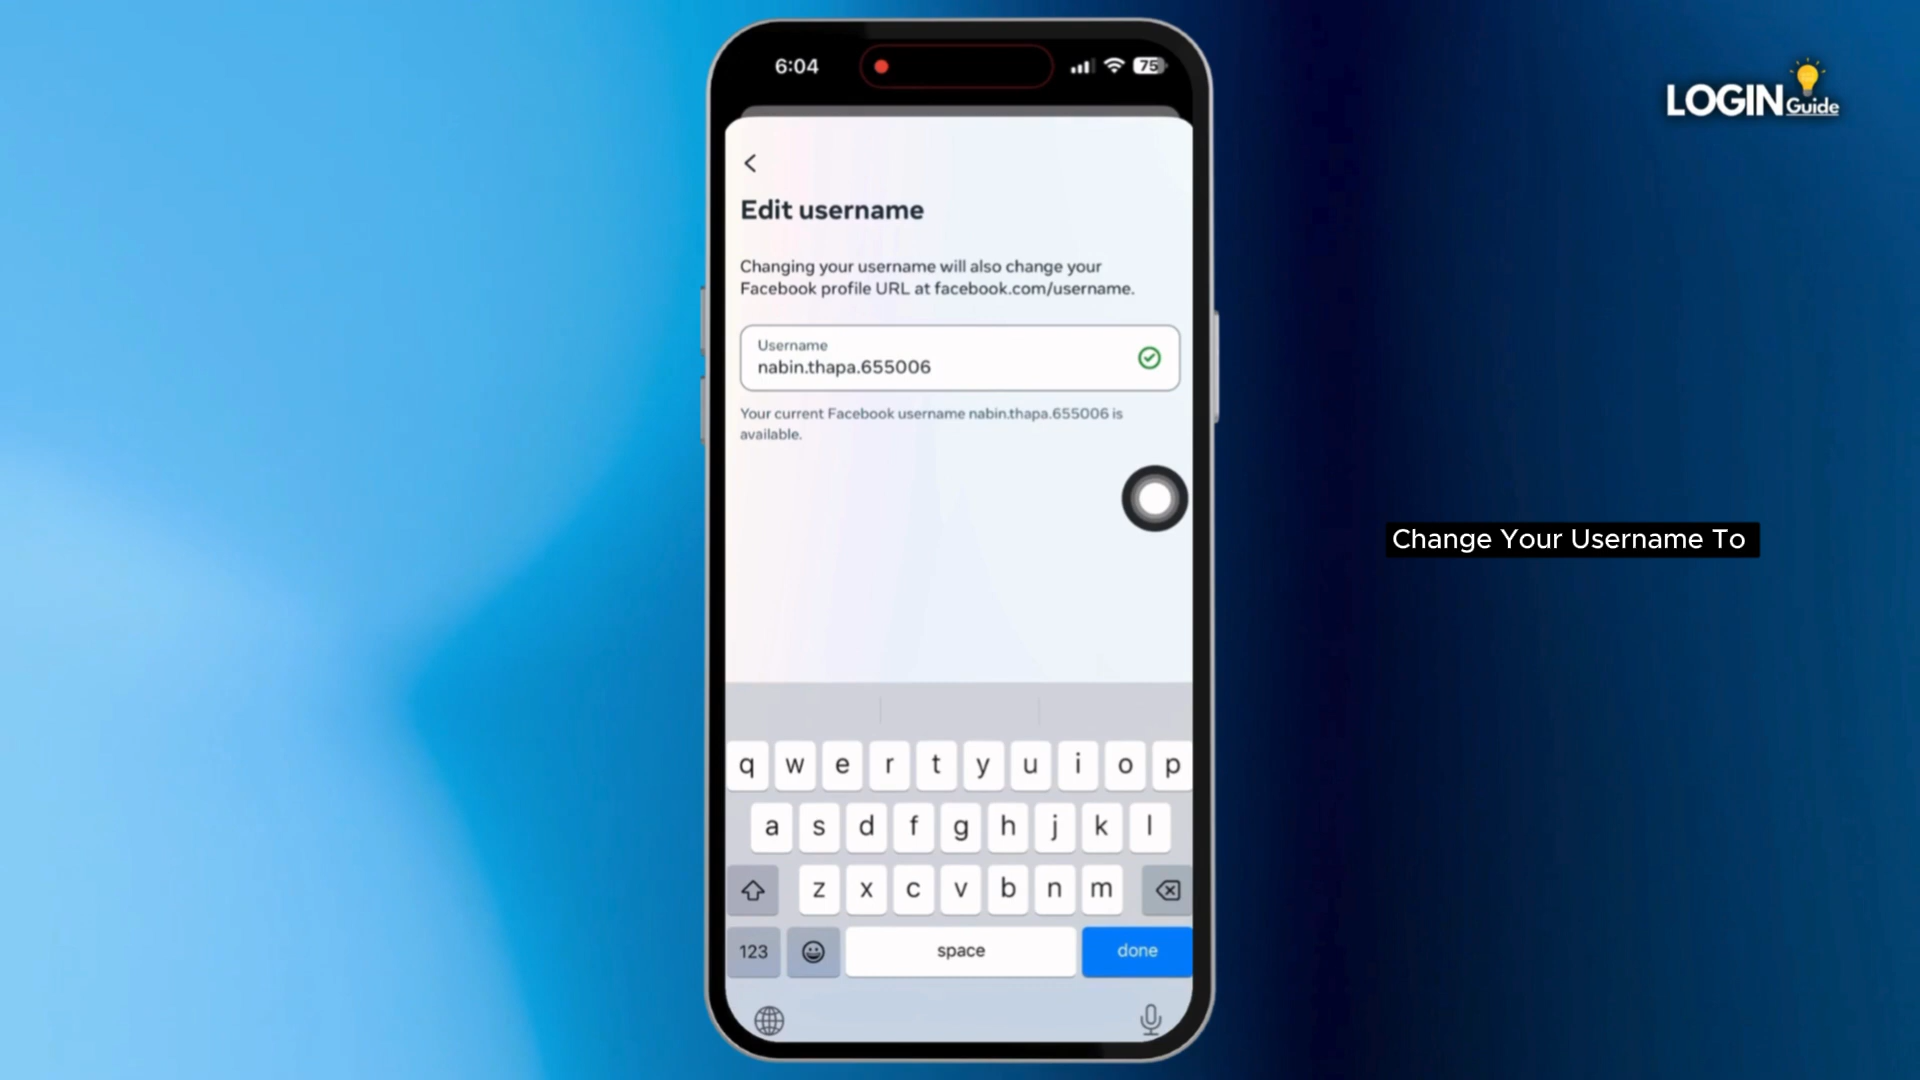 6:04
75
LOGIN Guide
Edit username
Changing your username will also change your
Facebook profile URL at facebook.com/username.
Username
nabin.thapa.655006
Your current Facebook username nabin.thapa.655006 is
available.
Change Your Username To
q w e r t y u i o p
a s d f g h j k l
z x c v b n m
123 space done